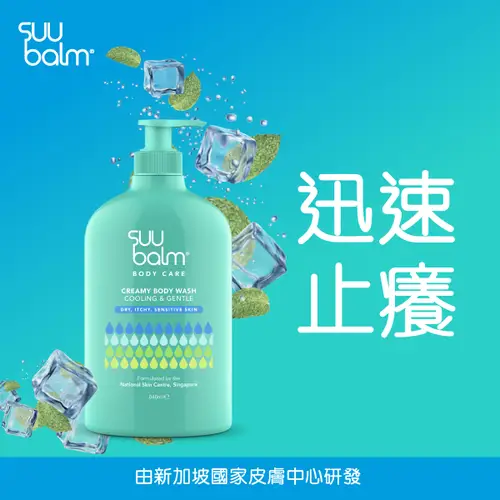 SUU
balm®
SUU
balm®
BODY CARE
CREAMY BODY WASH
COOLING & GENTLE
DRY, ITCHY, SENSITIVE SKIN
Formulated by the
National Skin Centre, Singapore
迅速
止癢
由新加坡國家皮膚中心研發